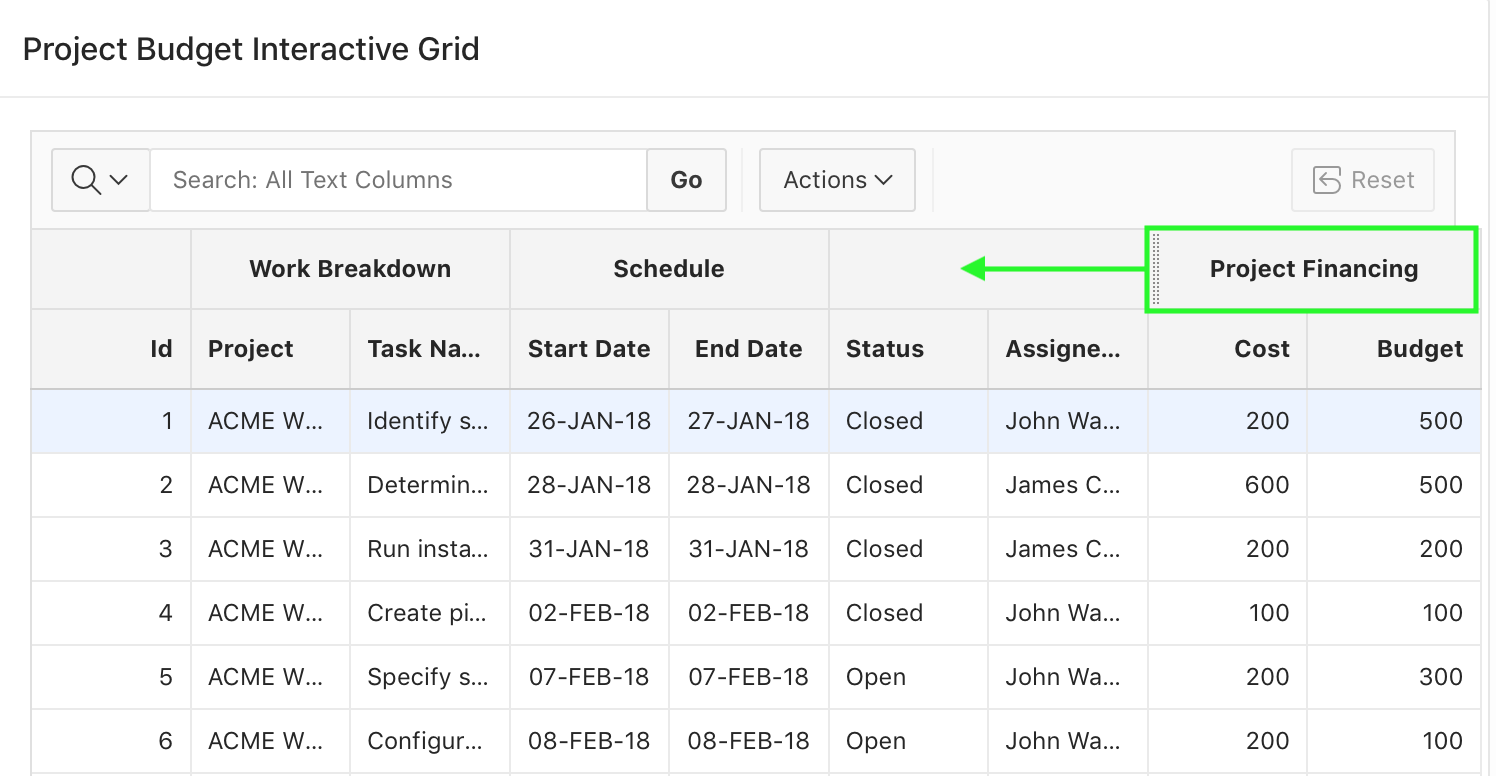 Project Budget Interactive Grid
Search: All Text Columns Go Actions Reset
Work Breakdown Schedule Project Financing
Id Project Task Na... Start Date End Date Status Assigne... Cost Budget
1 ACME W... Identify s... 26-JAN-18 27-JAN-18 Closed John Wa... 200 500
2 ACME W... Determin... 28-JAN-18 28-JAN-18 Closed James C... 600 500
3 ACME W... Run insta... 31-JAN-18 31-JAN-18 Closed James C... 200 200
4 ACME W... Create pi... 02-FEB-18 02-FEB-18 Closed John Wa... 100 100
5 ACME W... Specify s... 07-FEB-18 07-FEB-18 Open John Wa... 200 300
6 ACME W... Configur... 08-FEB-18 08-FEB-18 Open John Wa... 200 100